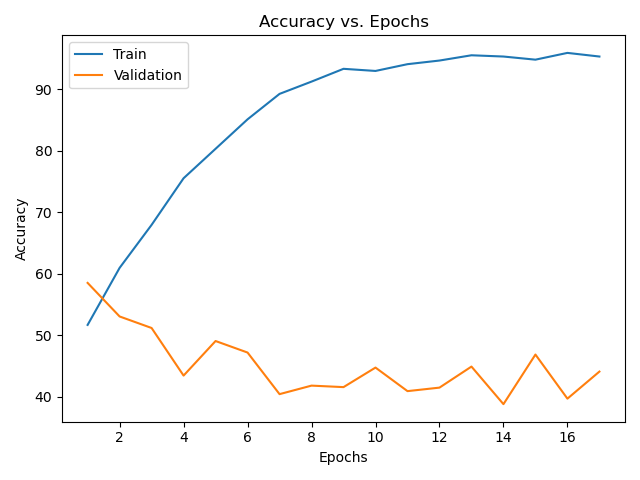 Accuracy vs. Epochs
Train
Validation
Accuracy
90
80
70
60
50
40
2 4 6 8 10 12 14 16
Epochs